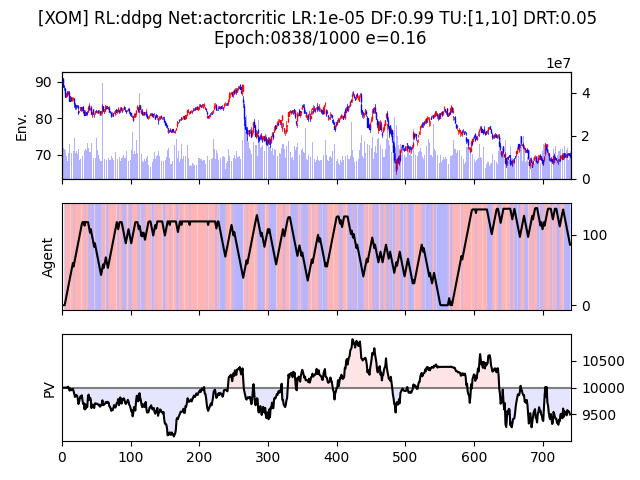 [XOM] RL:ddpg Net:actorcritic LR:1e-05 DF:0.99 TU:[1,10] DRT:0.05
Epoch:0838/1000 e=0.16
1e7
90
80
70
Env.
4
2
0
Agent
100
0
PV
10500
10000
9500
0 100 200 300 400 500 600 700